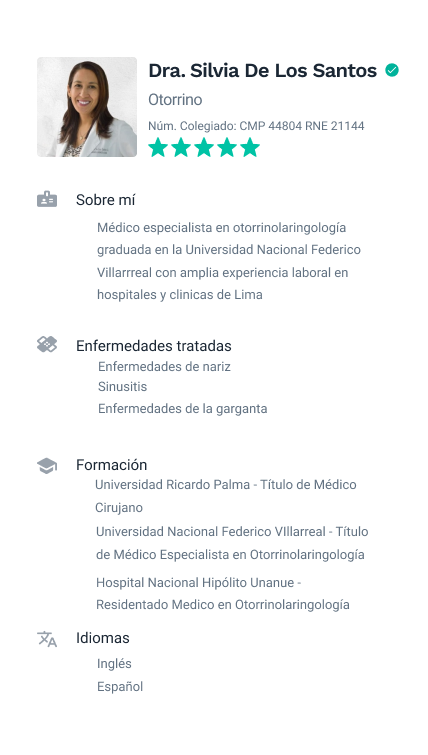 Dra. Silvia De Los Santos
Otorrino
Núm. Colegiado: CMP 44804 RNE 21144
Sobre mí
Médico especialista en otorrinolaringología
graduada en la Universidad Nacional Federico
Villarrreal con amplia experiencia laboral en
hospitales y clinicas de Lima
Enfermedades tratadas
Enfermedades de nariz
Sinusitis
Enfermedades de la garganta
Formación
Universidad Ricardo Palma - Título de Médico
Cirujano
Universidad Nacional Federico VIllarreal - Título
de Médico Especialista en Otorrinolaringología
Hospital Nacional Hipólito Unanue -
Residentado Medico en Otorrinolaringología
Idiomas
Inglés
Español